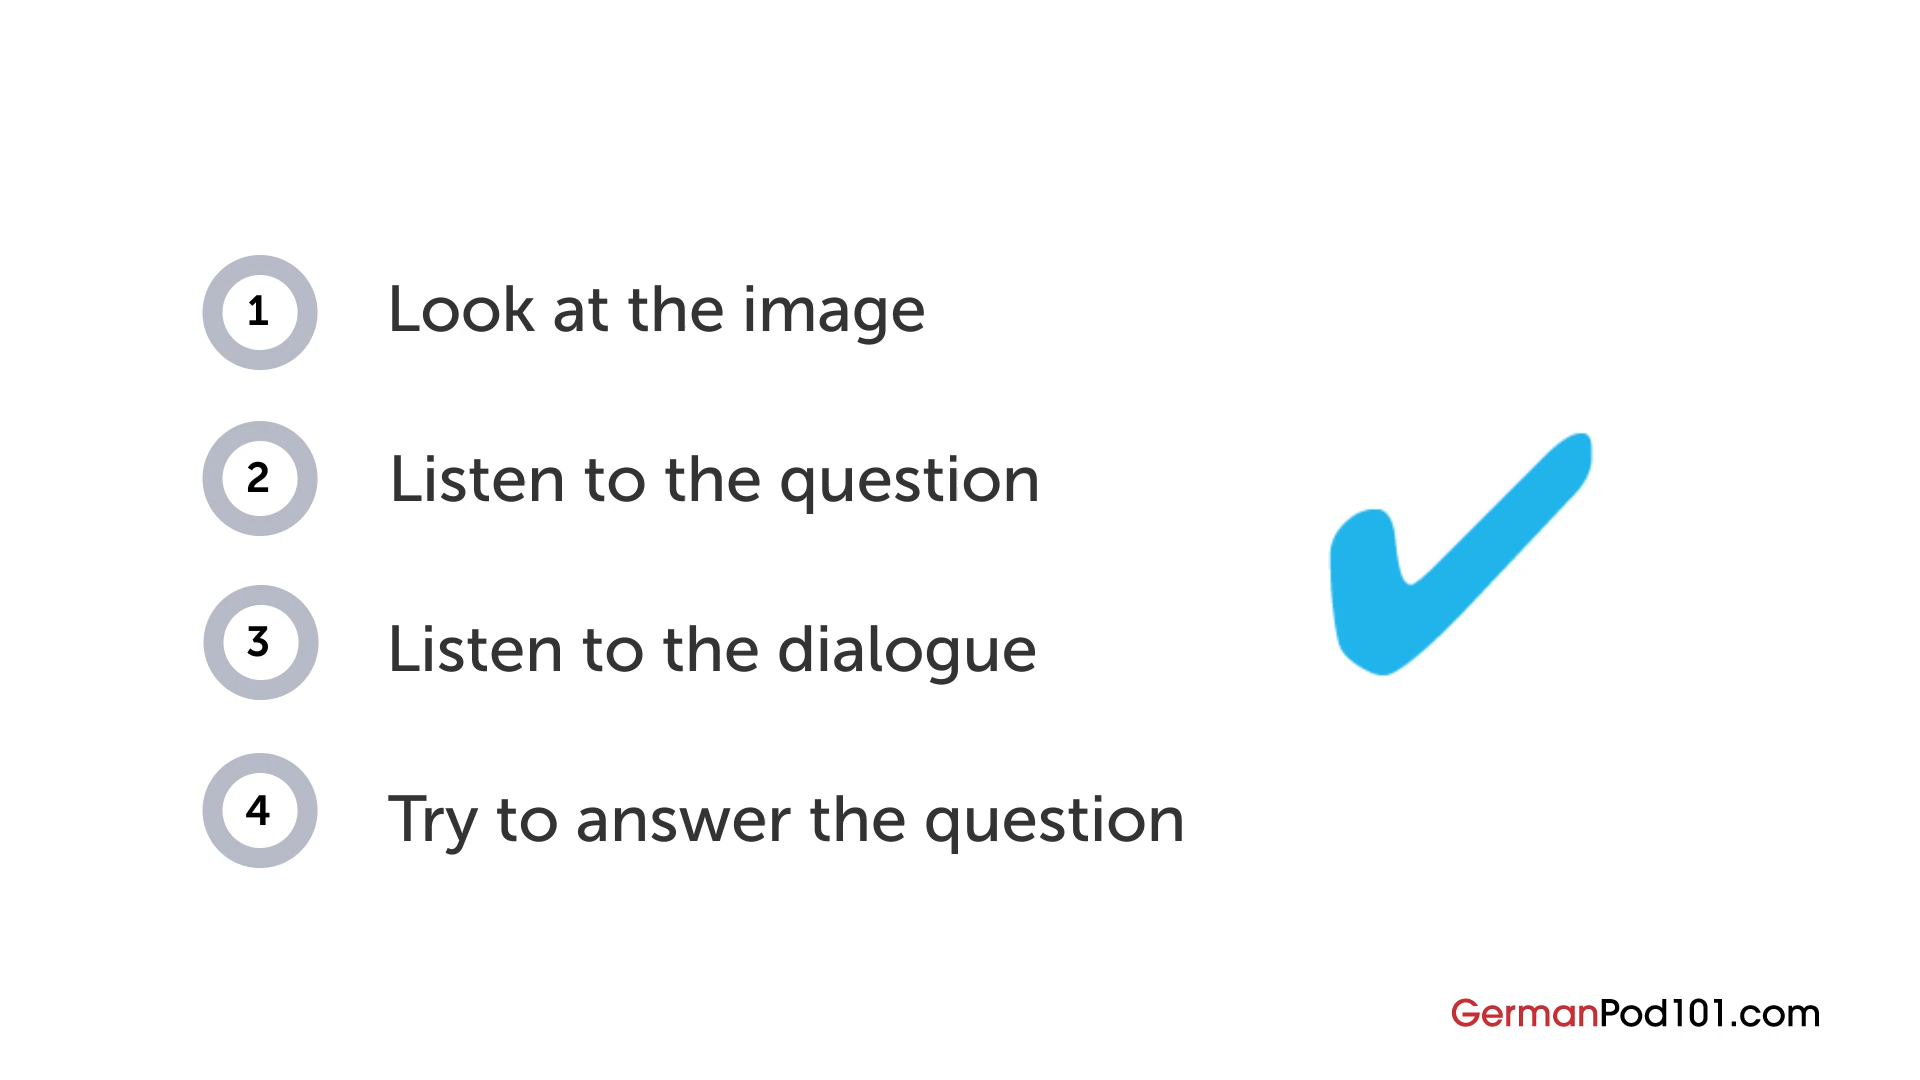 1 Look at the image
2 Listen to the question
3 Listen to the dialogue
4 Try to answer the question
GermanPod101.com